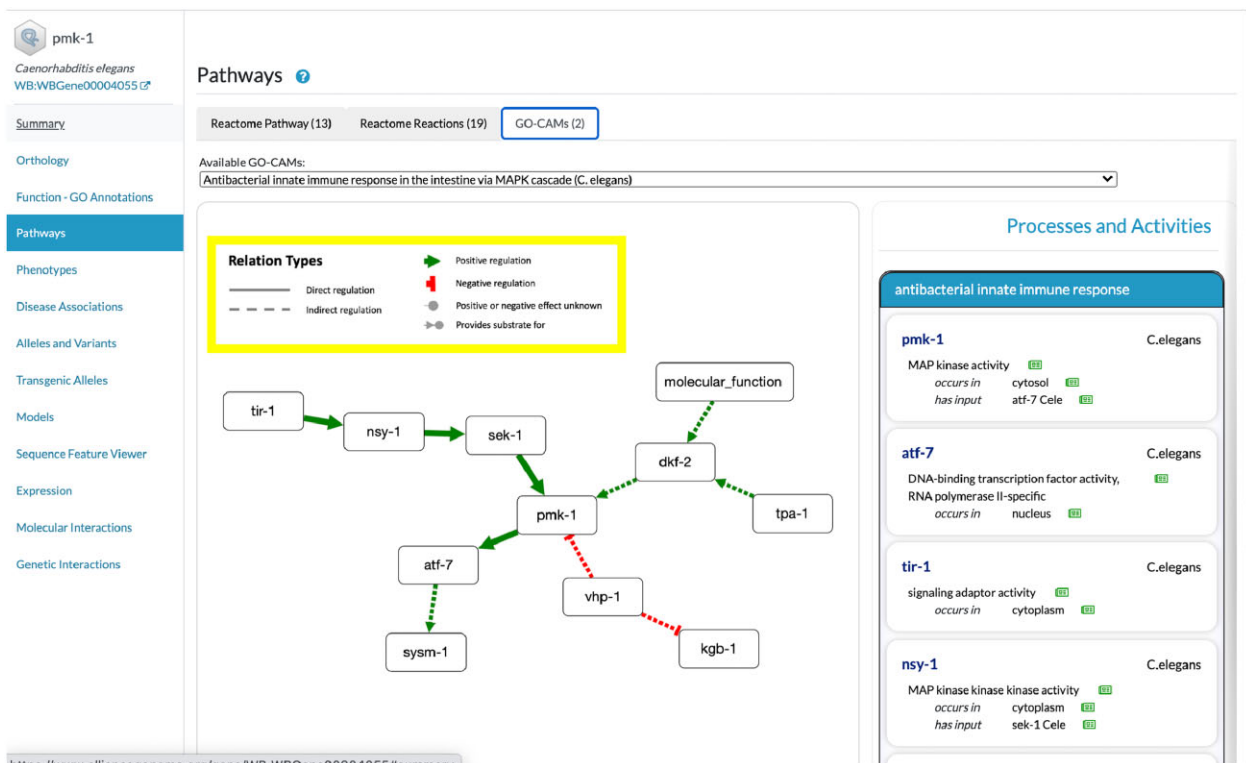 pmk-1
Caenorhabditis elegans
WB:WBGene00004055
Summary
Orthology
Function - GO Annotations
Pathways
Phenotypes
Disease Associations
Alleles and Variants
Transgenic Alleles
Models
Sequence Feature Viewer
Expression
Molecular Interactions
Genetic Interactions
Pathways ?
Reactome Pathway (13) Reactome Reactions (19) GO-CAMs (2)
Available GO-CAMs:
Antibacterial innate immune response in the intestine via MAPK cascade (C. elegans)
Relation Types
Direct regulation
Indirect regulation
Positive regulation
Negative regulation
Positive or negative effect unknown
Provides substrate for
molecular_function
tir-1
nsy-1
sek-1
dkf-2
pmk-1
tpa-1
atf-7
vhp-1
sysm-1
kgb-1
Processes and Activities
antibacterial innate immune response
pmk-1 C.elegans
MAP kinase activity
occurs in cytosol
has input atf-7 Cele
atf-7 C.elegans
DNA-binding transcription factor activity,
RNA polymerase II-specific
occurs in nucleus
tir-1 C.elegans
signaling adaptor activity
occurs in cytoplasm
nsy-1 C.elegans
MAP kinase kinase kinase activity
occurs in cytoplasm
has input sek-1 Cele